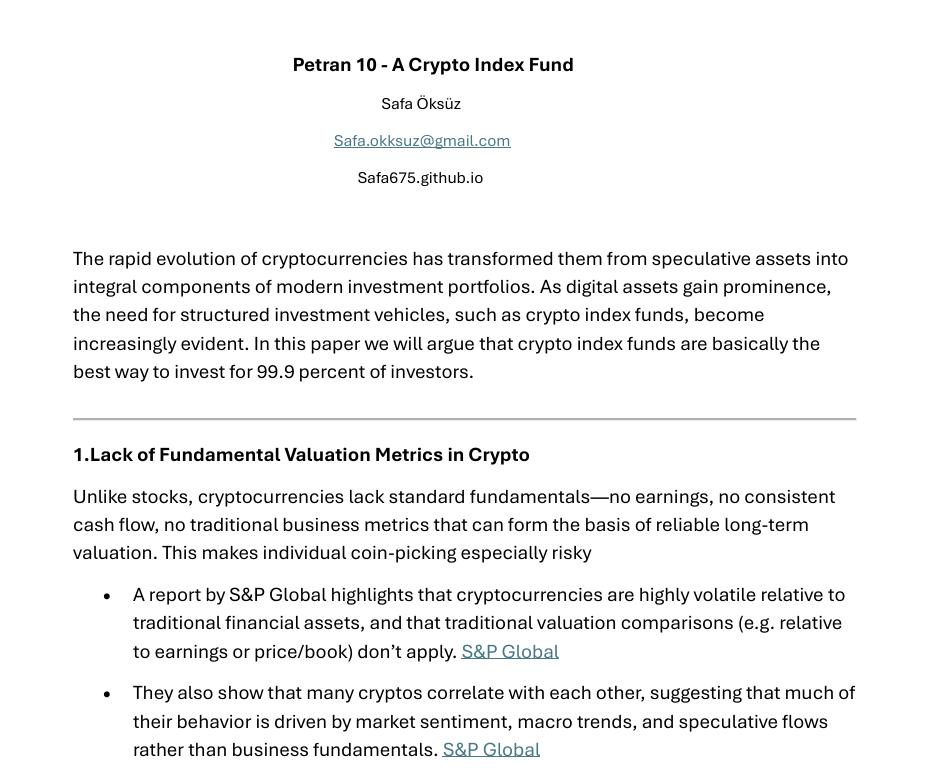 Petran 10 - A Crypto Index Fund
Safa Öksüz
Safa.okksuz@gmail.com
Safa675.github.io
The rapid evolution of cryptocurrencies has transformed them from speculative assets into
integral components of modern investment portfolios. As digital assets gain prominence,
the need for structured investment vehicles, such as crypto index funds, become
increasingly evident. In this paper we will argue that crypto index funds are basically the
best way to invest for 99.9 percent of investors.
1.Lack of Fundamental Valuation Metrics in Crypto
Unlike stocks, cryptocurrencies lack standard fundamentals—no earnings, no consistent
cash flow, no traditional business metrics that can form the basis of reliable long-term
valuation. This makes individual coin-picking especially risky
• A report by S&P Global highlights that cryptocurrencies are highly volatile relative to
traditional financial assets, and that traditional valuation comparisons (e.g. relative
to earnings or price/book) don’t apply. S&P Global
• They also show that many cryptos correlate with each other, suggesting that much of
their behavior is driven by market sentiment, macro trends, and speculative flows
rather than business fundamentals. S&P Global